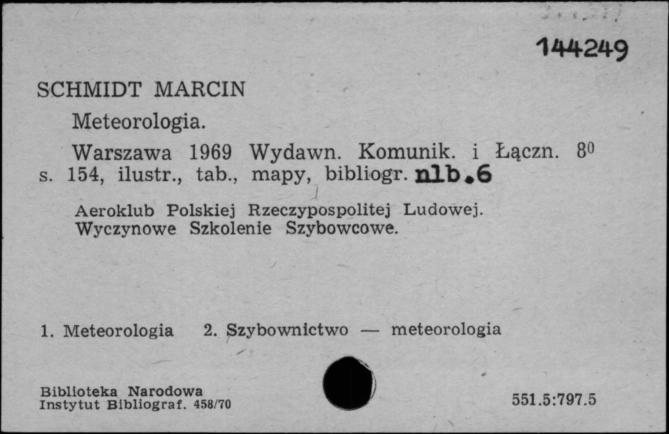 144249
SCHMIDT MARCIN
Meteorologia.
Warszawa 1969 Wydawn. Komunik. i Łączn. 8⁰
s. 154, ilustr., tab., mapy, bibliogr. nlb.6
Aeroklub Polskiej Rzeczypospolitej Ludowej.
Wyczynowe Szkolenie Szybowcowe.
1. Meteorologia 2. Szybownictwo — meteorologia
Biblioteka Narodowa
Instytut Bibliograf. 458/70
551.5:797.5